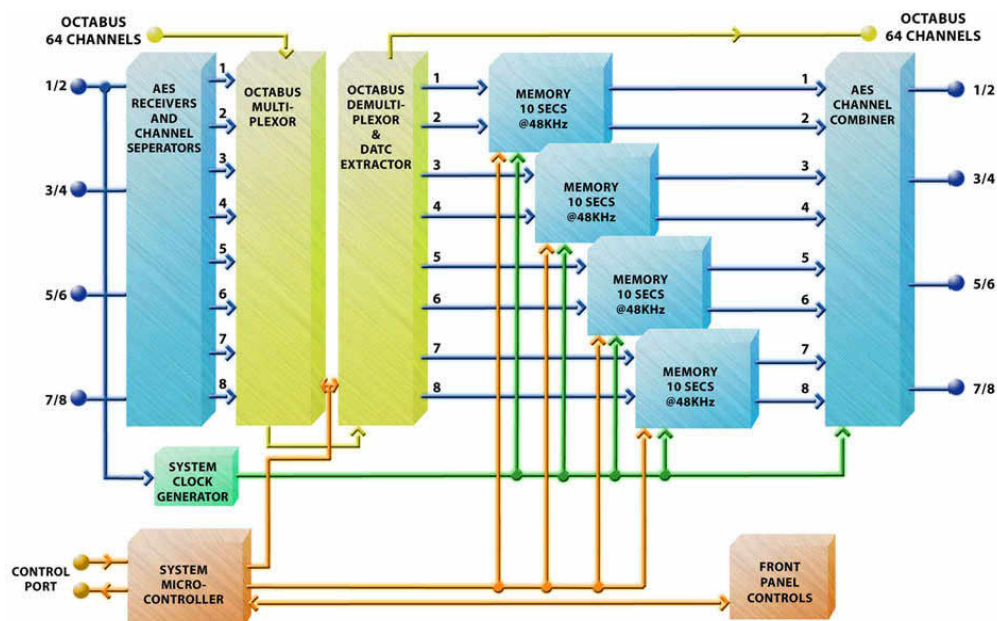 OCTABUS
64 CHANNELS
OCTABUS
64 CHANNELS
1/2
3/4
5/6
7/8
AES
RECEIVERS
AND
CHANNEL
SEPERATORS
1
2
3
4
5
6
7
8
OCTABUS
MULTI-
PLEXOR
OCTABUS
DEMULTI-
PLEXOR
&
DATC
EXTRACTOR
1
2
3
4
5
6
7
8
MEMORY
10 SECS
@48KHz
MEMORY
10 SECS
@48KHz
MEMORY
10 SECS
@48KHz
MEMORY
10 SECS
@48KHz
1
2
3
4
5
6
7
8
AES
CHANNEL
COMBINER
1/2
3/4
5/6
7/8
SYSTEM
CLOCK
GENERATOR
CONTROL
PORT
SYSTEM
MICRO-
CONTROLLER
FRONT
PANEL
CONTROLS